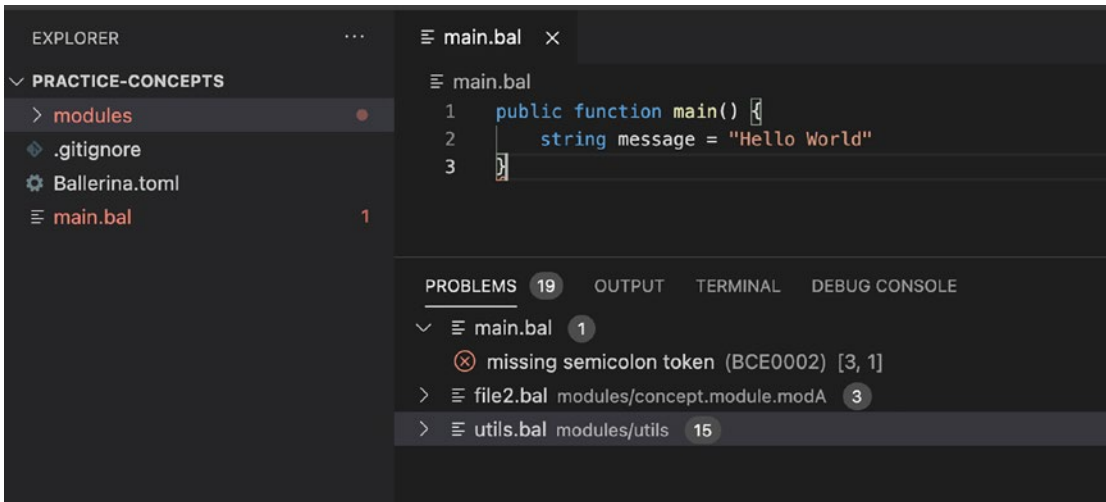 EXPLORER ...
PRACTICE-CONCEPTS
modules
.gitignore
Ballerina.toml
main.bal 1
main.bal
main.bal
1 public function main() {
2 string message = "Hello World"
3 }
PROBLEMS 19 OUTPUT TERMINAL DEBUG CONSOLE
main.bal 1
missing semicolon token (BCE0002) [3, 1]
file2.bal modules/concept.module.modA 3
utils.bal modules/utils 15